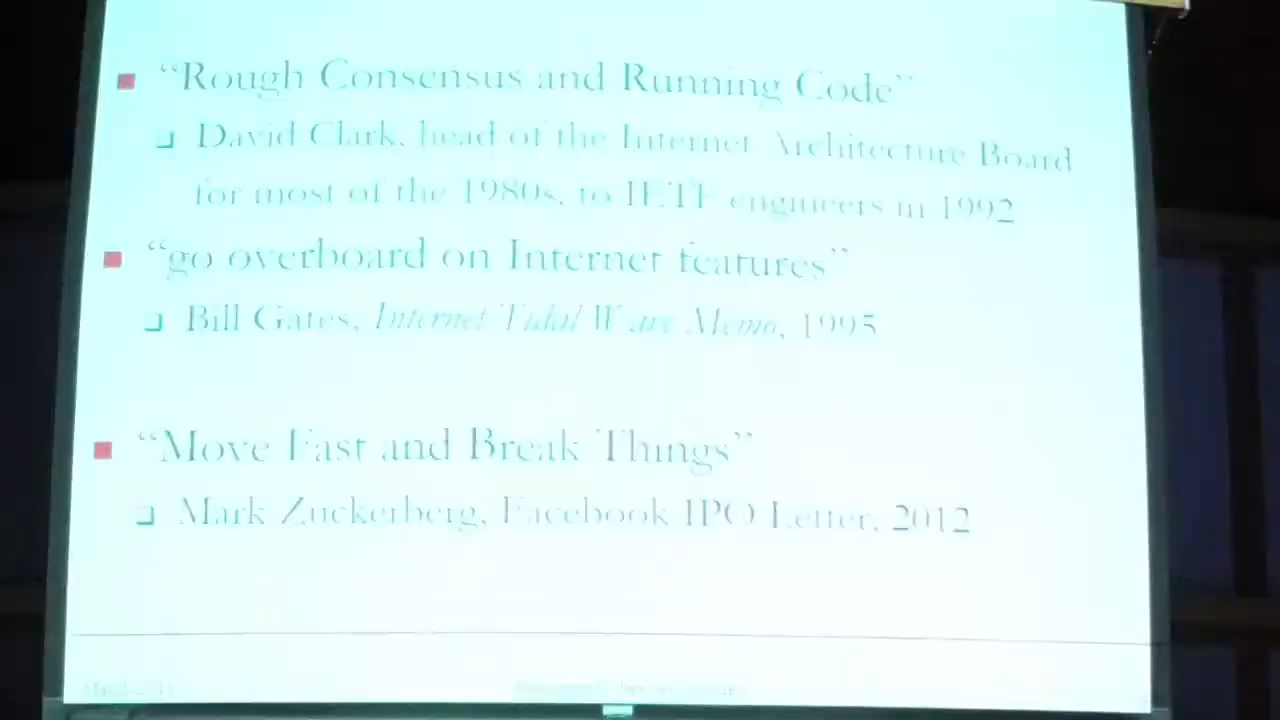 “Rough Consensus and Running Code”
David Clark, head of the Internet Architecture Board
for most of the 1980s, to IETF engineers in 1992
“go overboard on Internet features”
Bill Gates, Internet Tidal Wave Memo, 1995
“Move Fast and Break Things”
Mark Zuckerberg, Facebook IPO Letter, 2012